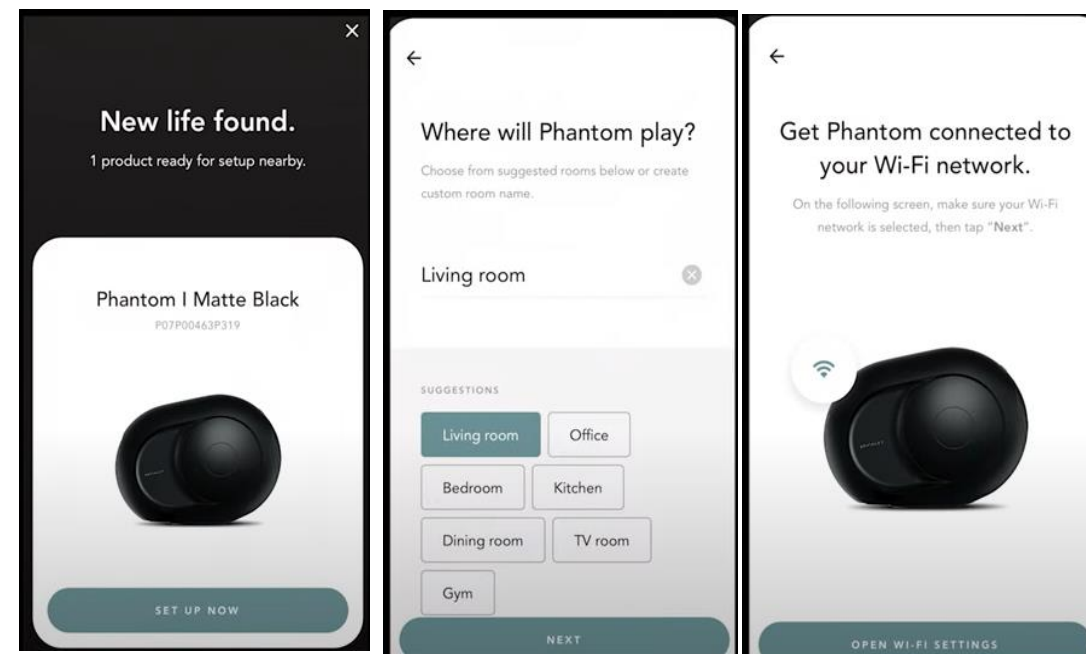 New life found.
1 product ready for setup nearby.
Phantom I Matte Black
P07P00463P319
SET UP NOW
Where will Phantom play?
Choose from suggested rooms below or create
custom room name.
Living room
SUGGESTIONS
Living room
Office
Bedroom
Kitchen
Dining room
TV room
Gym
NEXT
Get Phantom connected to
your Wi-Fi network.
On the following screen, make sure your Wi-Fi
network is selected, then tap "Next".
OPEN WI-FI SETTINGS